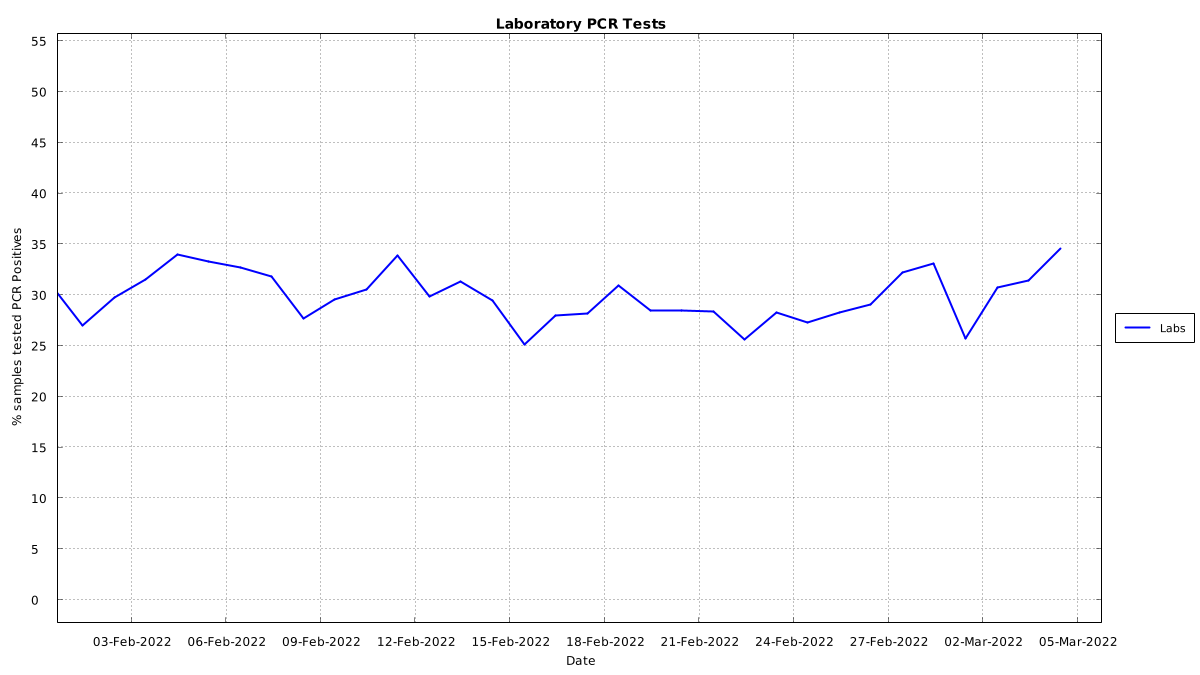 Laboratory PCR Tests
55
50
45
40
35
30
25
20
15
10
5
0
% samples tested PCR Positives
03-Feb-2022 06-Feb-2022 09-Feb-2022 12-Feb-2022 15-Feb-2022 18-Feb-2022 21-Feb-2022 24-Feb-2022 27-Feb-2022 02-Mar-2022 05-Mar-2022
Date
Labs